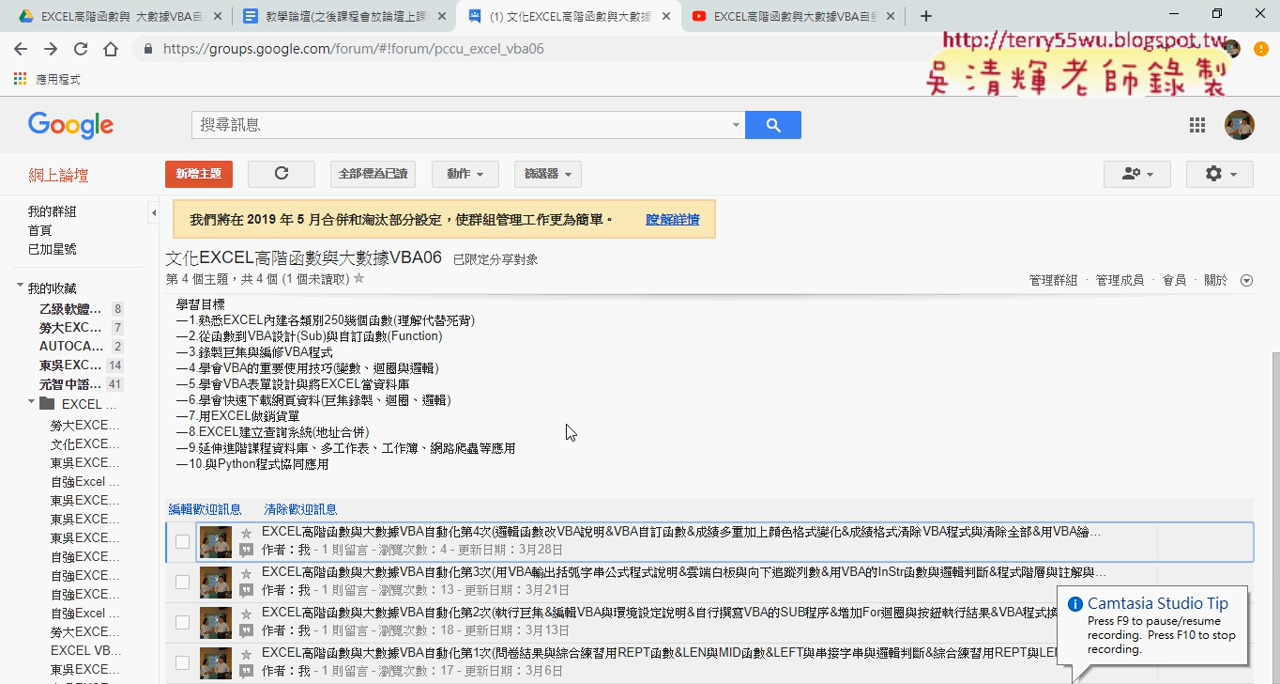 EXCEL高階函數與 大數據VBA自
教學論壇(之後課程會放論壇上課
(1) 文化EXCEL高階函數與大數據
EXCEL高階函數與大數據VBA自動
https://groups.google.com/forum/#!forum/pccu_excel_vba06
http://terry55wu.blogspot.tw
吳清輝老師錄製
應用程式
Google
搜尋訊息
網上論壇
新增主題
全部標為已讀
動作
篩選器
我的群組
首頁
已加星號
我們將在 2019 年 5 月合併和淘汰部分設定，使群組管理工作更為簡單。 瞭解詳情
文化EXCEL高階函數與大數據VBA06 已限定分享對象
第 4 個主題，共 4 個 (1 個未讀取)
管理群組 · 管理成員 · 會員 · 關於
我的收藏
乙級軟體... 8
勞大EXC... 7
AUTOCA... 2
東吳EXC... 14
元智中語... 41
EXCEL ...
勞大EXCE...
文化EXCE...
東吳EXCE...
自強Excel ...
東吳EXCE...
東吳EXCE...
東吳EXCE...
自強EXCE...
自強EXCE...
自強EXCE...
自強Excel ...
勞大EXCE...
EXCEL VB...
東吳EXCE...
學習目標
—1.熟悉EXCEL內建各類別250幾個函數(理解代替死背)
—2.從函數到VBA設計(Sub)與自訂函數(Function)
—3.錄製巨集與編修VBA程式
—4.學會VBA的重要使用技巧(變數、迴圈與邏輯)
—5.學會VBA表單設計與將EXCEL當資料庫
—6.學會快速下載網頁資料(巨集錄製、迴圈、邏輯)
—7.用EXCEL做銷貨單
—8.EXCEL建立查詢系統(地址合併)
—9.延伸進階課程資料庫、多工作表、工作簿、網路爬蟲等應用
—10.與Python程式協同應用
編輯歡迎訊息 清除歡迎訊息
EXCEL高階函數與大數據VBA自動化第4次(邏輯函數改VBA說明&VBA自訂函數&成績多重加上顏色格式變化&成績格式清除VBA程式與清除全部&用VBA繪...
作者：我 - 1 則留言 - 瀏覽次數：4 - 更新日期：3月28日
EXCEL高階函數與大數據VBA自動化第3次(用VBA輸出括弧字串公式程式說明&雲端白板與向下追蹤列數&用VBA的InStr函數與邏輯判斷&程式階層與註解與...
作者：我 - 1 則留言 - 瀏覽次數：13 - 更新日期：3月21日
EXCEL高階函數與大數據VBA自動化第2次(執行巨集&編輯VBA與環境設定說明&自行撰寫VBA的SUB程序&增加For迴圈與按鈕執行結果&VBA程式換
作者：我 - 1 則留言 - 瀏覽次數：18 - 更新日期：3月13日
EXCEL高階函數與大數據VBA自動化第1次(問卷結果與綜合練習用REPT函數&LEN與MID函數&LEFT與串接字串與邏輯判斷&綜合練習用REPT與LEN
作者：我 - 1 則留言 - 瀏覽次數：17 - 更新日期：3月6日
Camtasia Studio Tip
Press F9 to pause/resume
recording. Press F10 to stop
recording.